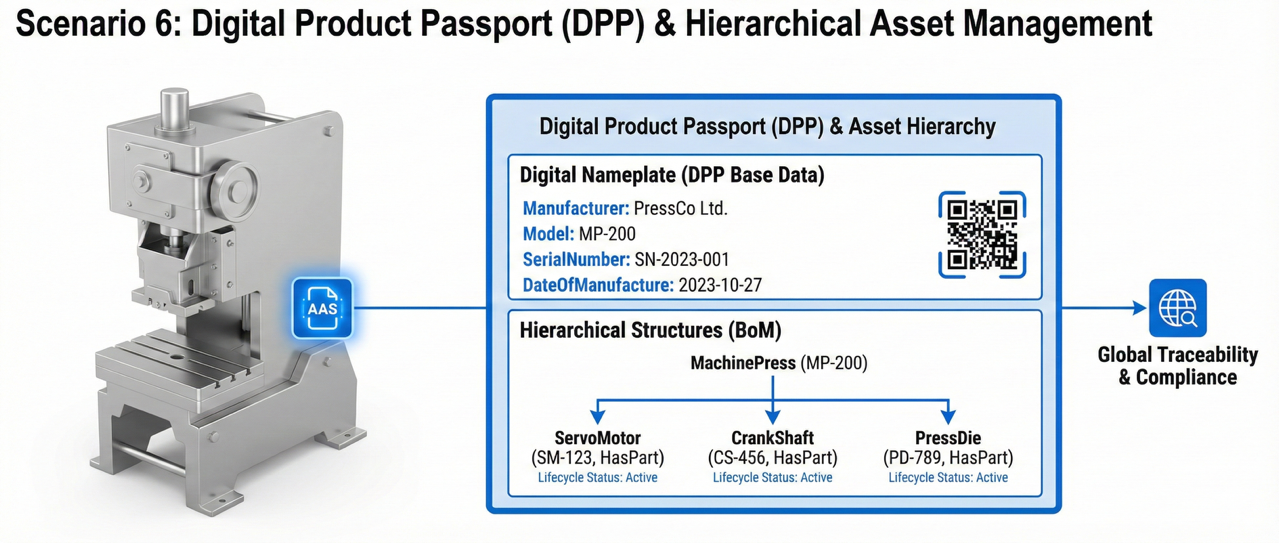 Scenario 6: Digital Product Passport (DPP) & Hierarchical Asset Management
AAS
Digital Product Passport (DPP) & Asset Hierarchy
Digital Nameplate (DPP Base Data)
Manufacturer: PressCo Ltd.
Model: MP-200
SerialNumber: SN-2023-001
DateOfManufacture: 2023-10-27
Hierarchical Structures (BoM)
MachinePress (MP-200)
ServoMotor
(SM-123, HasPart)
Lifecycle Status: Active
CrankShaft
(CS-456, HasPart)
Lifecycle Status: Active
PressDie
(PD-789, HasPart)
Lifecycle Status: Active
Global Traceability
& Compliance